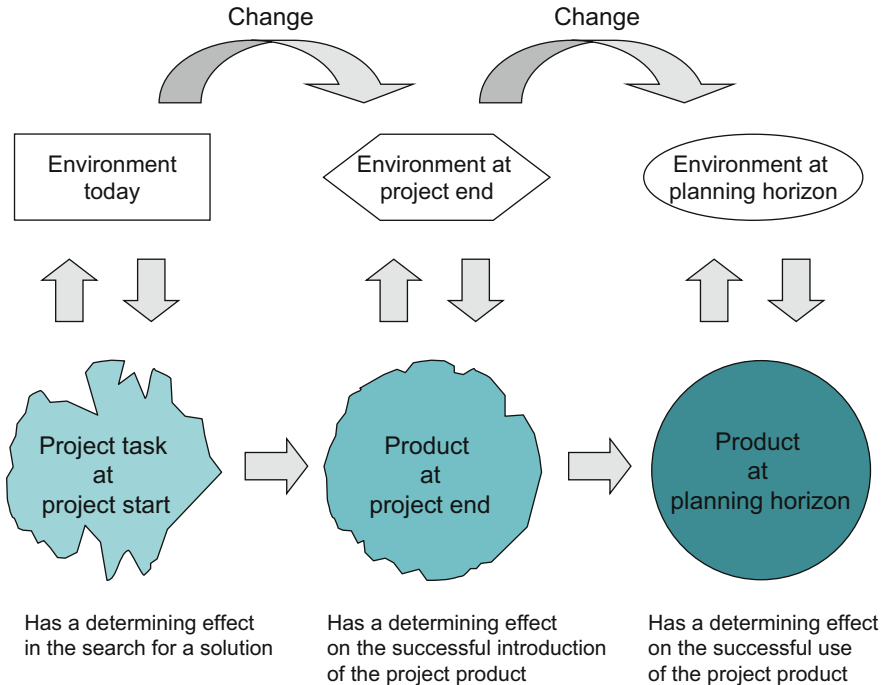 Change
Change
Environment
today
Environment at
project end
Environment at
planning horizon
Project task
at
project start
Product
at
project end
Product
at
planning horizon
Has a determining effect
in the search for a solution
Has a determining effect
on the successful introduction
of the project product
Has a determining effect
on the successful use
of the project product